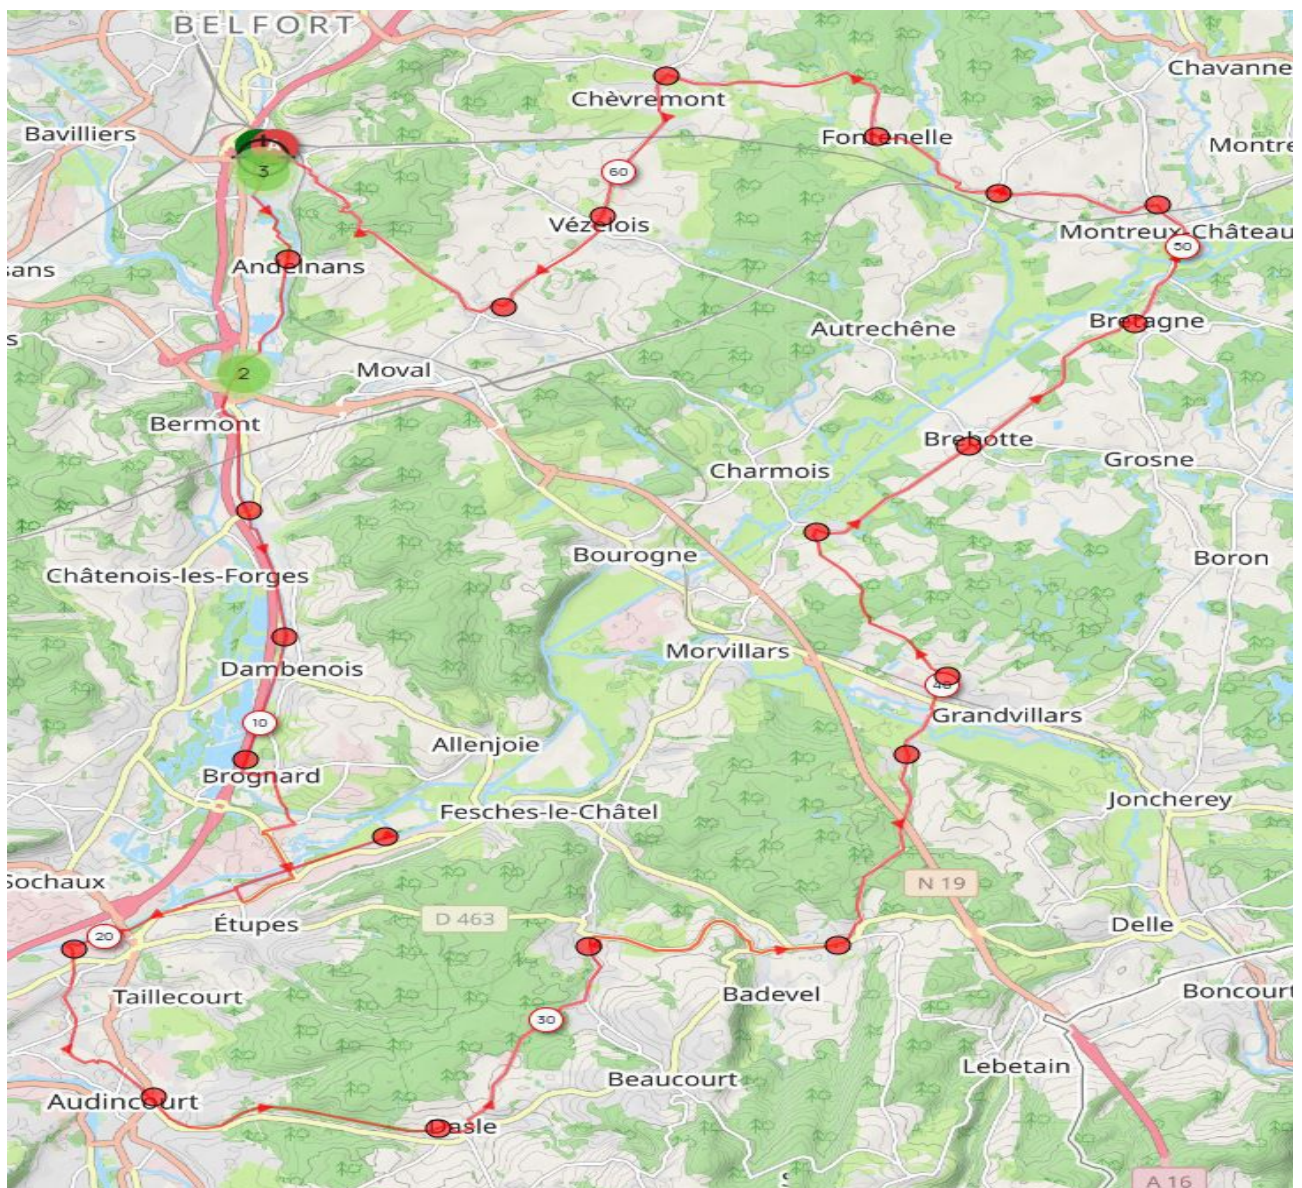 BELFORT
Chavanne
Chèvremont
Bavilliers
Fontenelle
Montre
3
60
Vézelois
Montreux-Château
50
sans
Andelnans
Bretagne
Autrechêne
s
2
Moval
Bermont
Brebotte
Grosne
Charmois
Bourogne
Boron
Châtenois-les-Forges
Morvillars
Dambenois
40
Grandvillars
10
Allenjoie
Brognard
Joncherey
Fesches-le-Châtel
Sochaux
N 19
D 463
Étupes
Delle
20
Taillecourt
Badevel
Boncourt
30
Lebetain
Beaucourt
Audincourt
Dasle
A 16